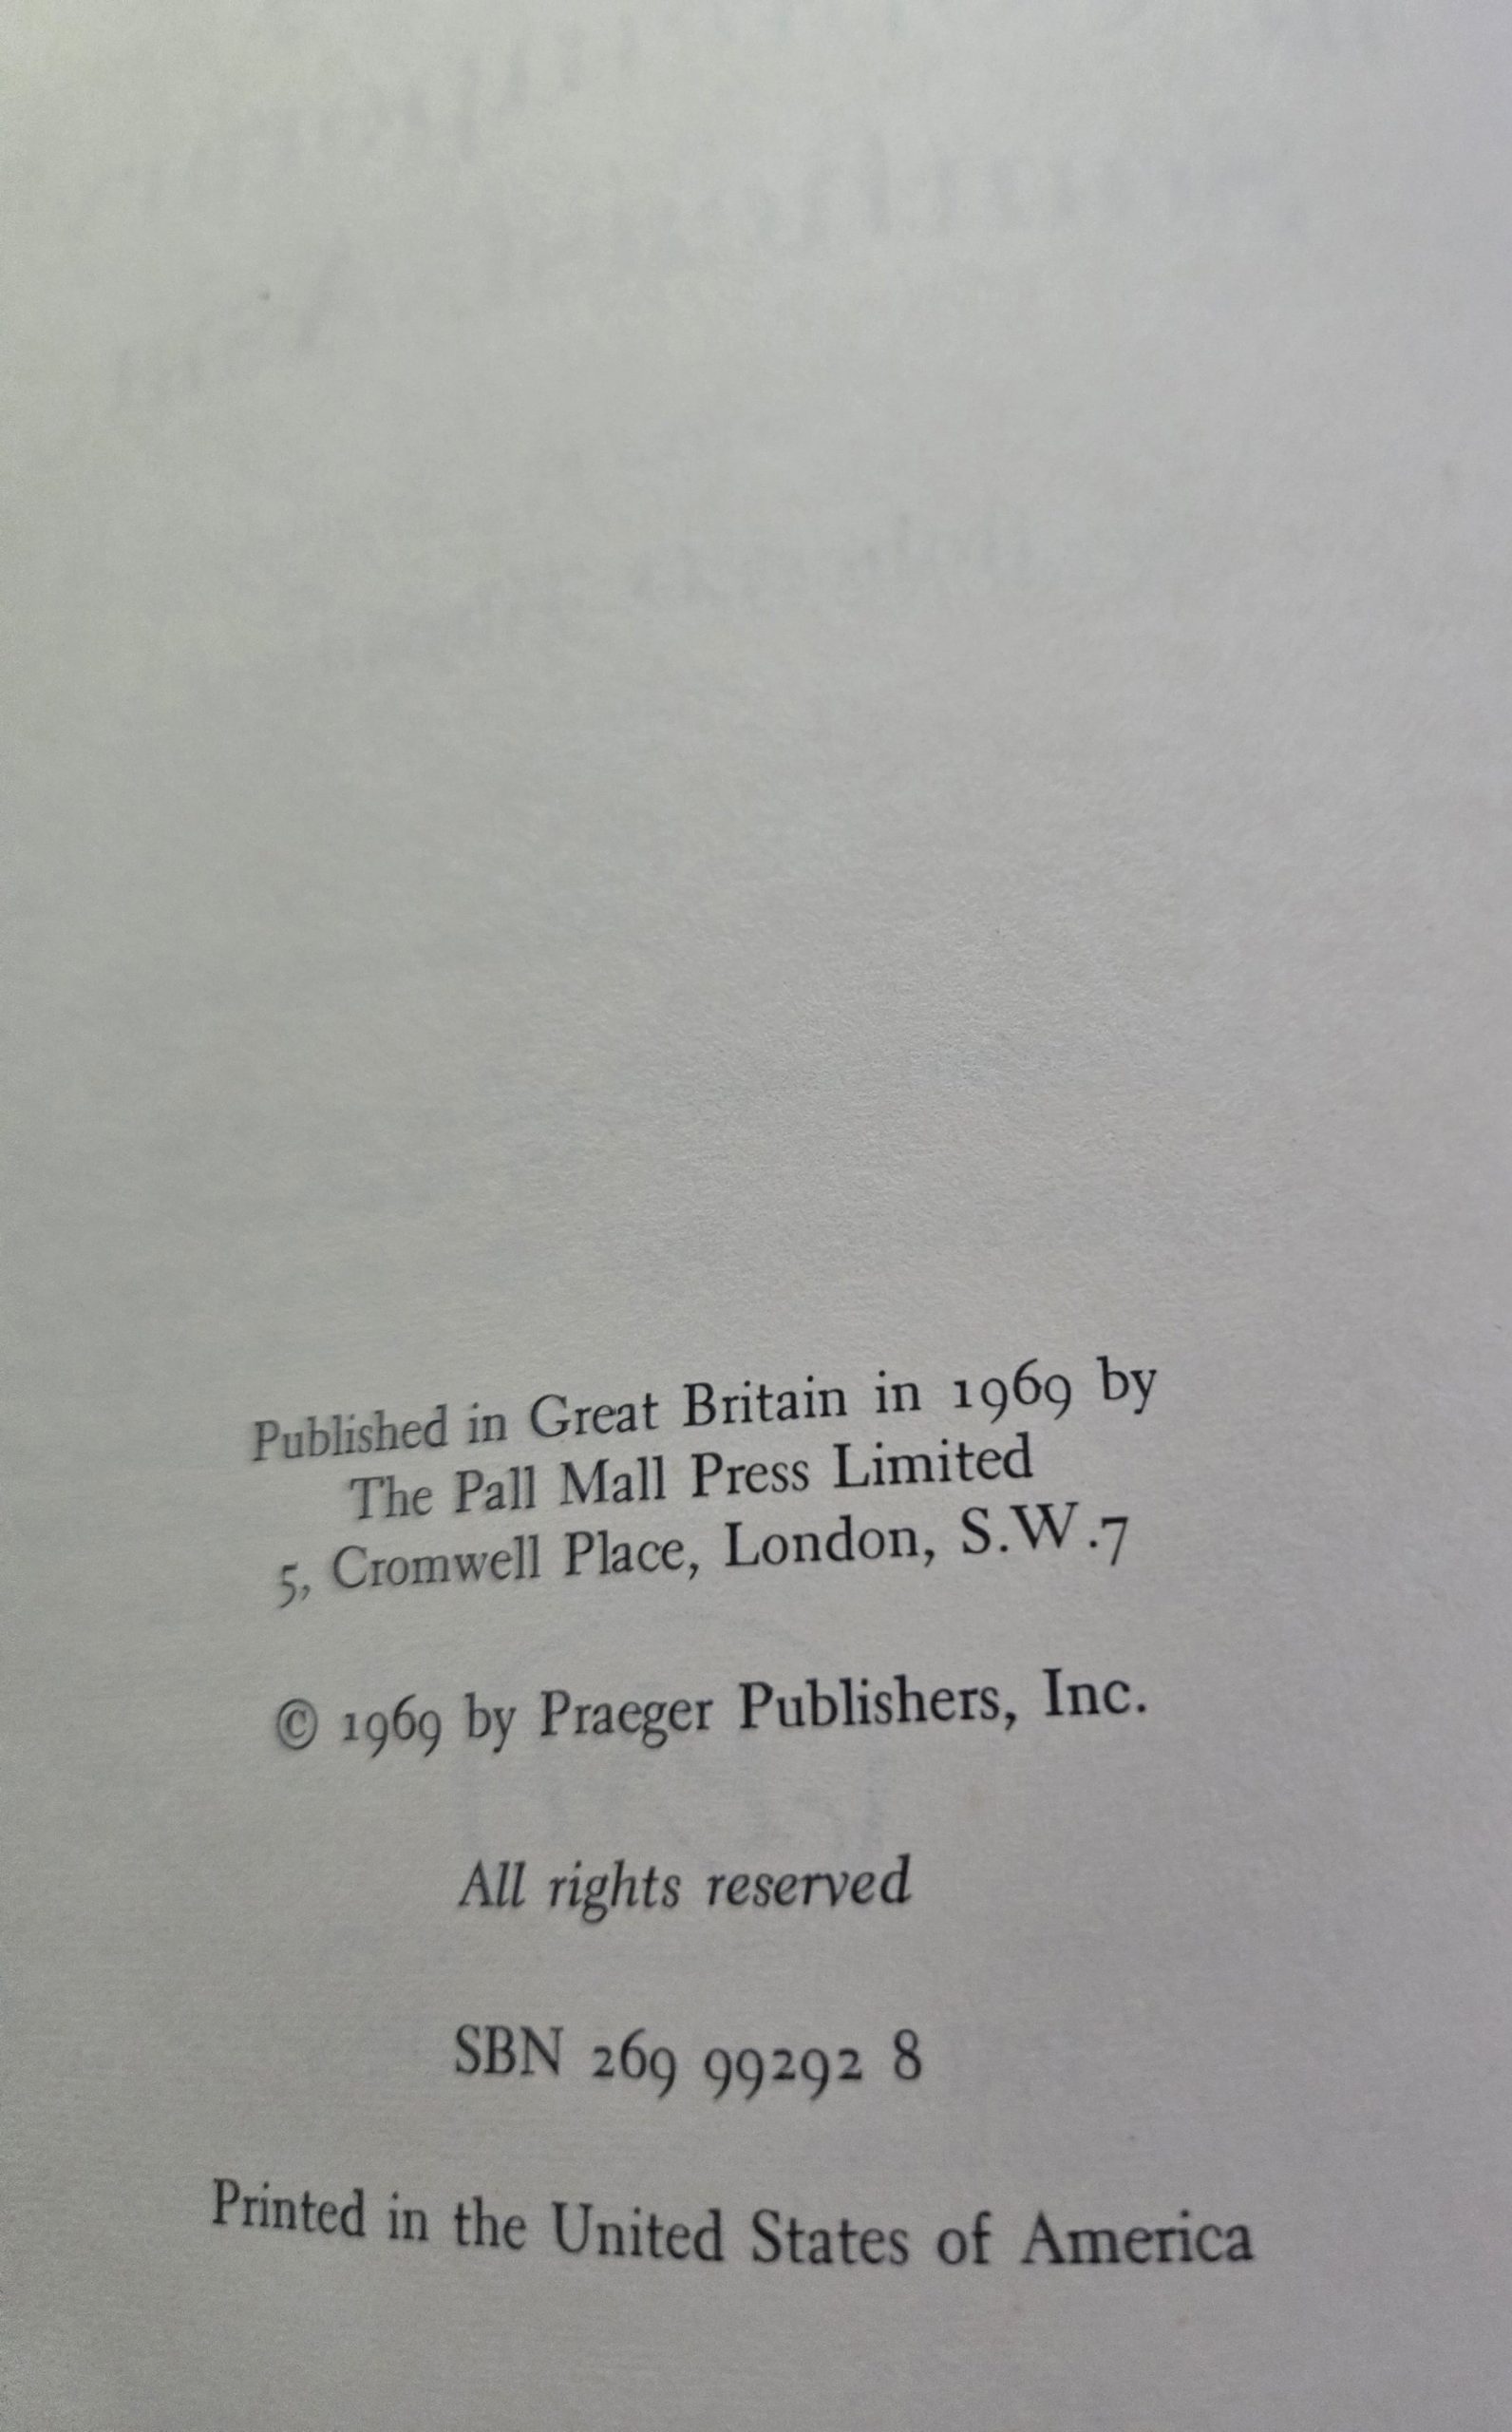 Published in Great Britain in 1969 by
The Pall Mall Press Limited
5, Cromwell Place, London, S.W.7
© 1969 by Praeger Publishers, Inc.
All rights reserved
SBN 269 99292 8
Printed in the United States of America